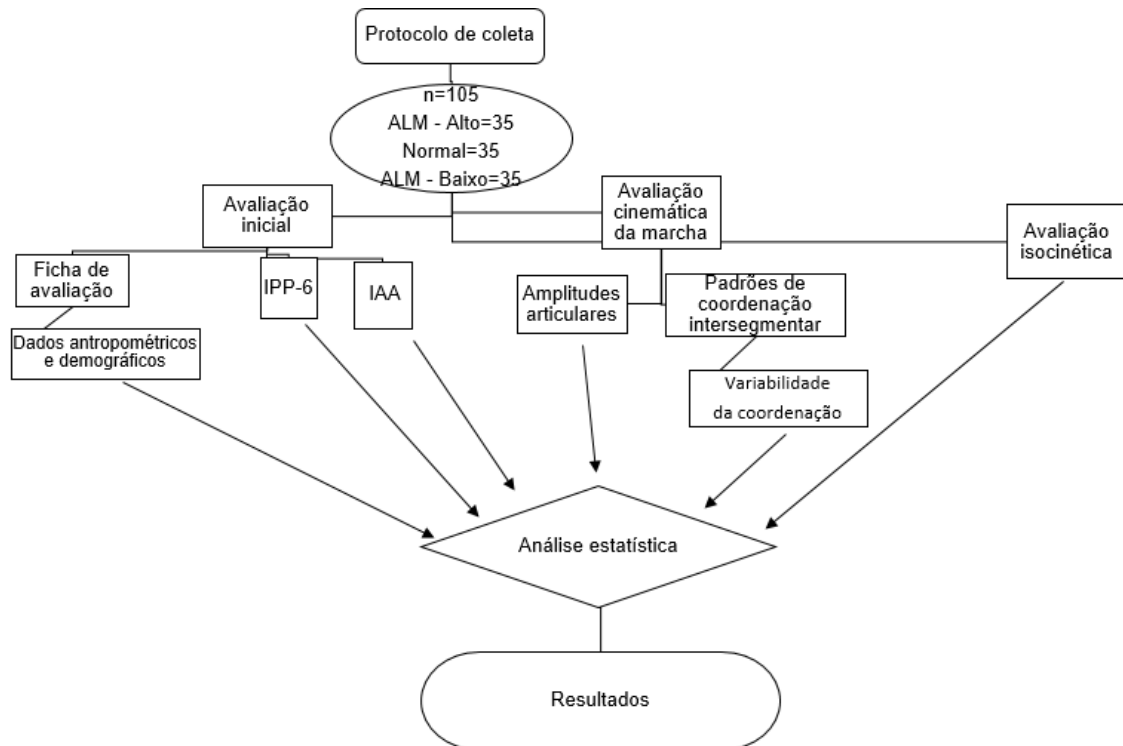 Protocolo de coleta
n=105
ALM - Alto=35
Normal=35
ALM - Baixo=35
Avaliação
inicial
Avaliação
cinemática
da marcha
Avaliação
isocinética
Ficha de
avaliação
IPP-6
IAA
Amplitudes
articulares
Padrões de
coordenação
intersegmentar
Dados antropométricos
e demográficos
Variabilidade
da coordenação
Análise estatística
Resultados